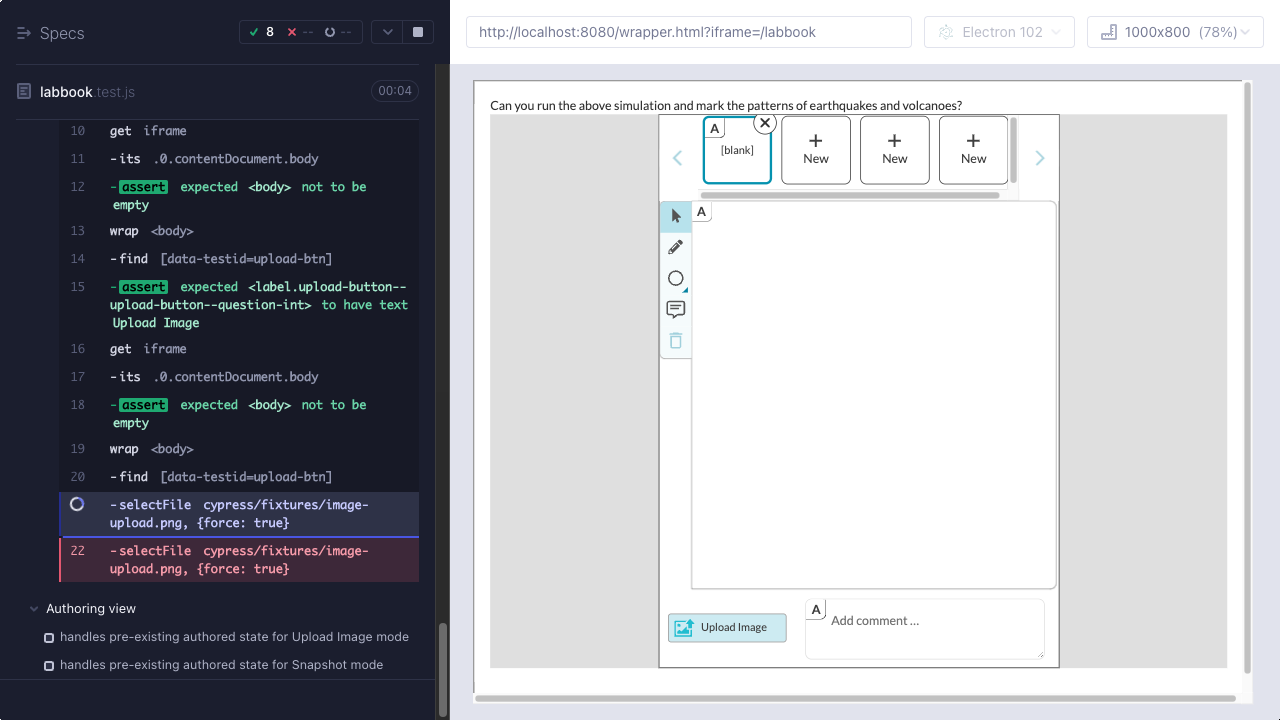 Specs
8
--
--
labbook.test.js
00:04
10 get iframe
11 -its .0.contentDocument.body
12 -assert expected <body> not to be
empty
13 wrap <body>
14 -find [data-testid=upload-btn]
15 -assert expected <label.upload-button--
upload-button--question-int> to have text
Upload Image
16 get iframe
17 -its .0.contentDocument.body
18 -assert expected <body> not to be
empty
19 wrap <body>
20 -find [data-testid=upload-btn]
-selectFile cypress/fixtures/image-
upload.png, {force: true}
22 -selectFile cypress/fixtures/image-
upload.png, {force: true}
Authoring view
handles pre-existing authored state for Upload Image mode
handles pre-existing authored state for Snapshot mode
http://localhost:8080/wrapper.html?iframe=/labbook
Electron 102
1000x800 (78%)
Can you run the above simulation and mark the patterns of earthquakes and volcanoes?
A
[blank]
New
New
New
A
Upload Image
A
Add comment ...